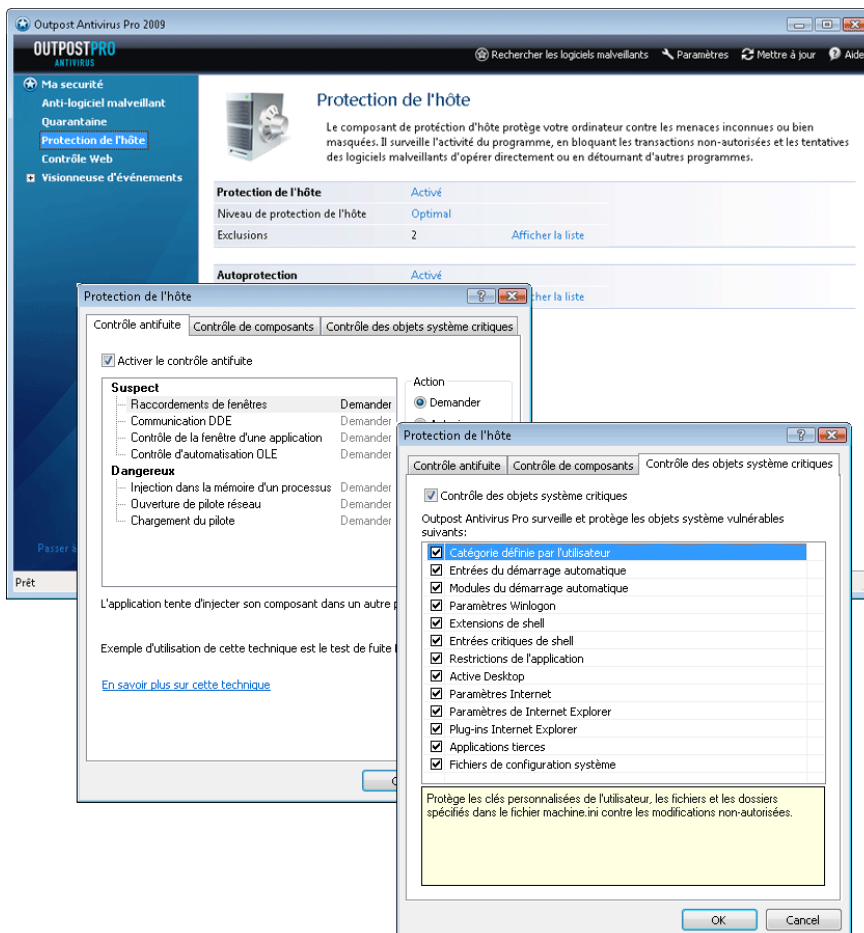 Outpost Antivirus Pro 2009
OUTPOSTPRO
ANTIVIRUS
Rechercher les logiciels malveillants Paramètres Mettre à jour Aide
Ma securité
Anti-logiciel malveillant
Quarantaine
Protection de l'hôte
Contrôle Web
Visionneuse d'événements
Passer à
Prêt
Protection de l'hôte
Le composant de protéction d'hôte protège votre ordinateur contre les menaces inconnues ou bien
masquées. Il surveille l'activité du programme, en bloquant les transactions non-autorisées et les tentatives
des logiciels malveillants d'opérer directement ou en détournant d'autres programmes.
Protection de l'hôte Activé
Niveau de protection de l'hôte Optimal
Exclusions 2 Afficher la liste
Autoprotection Activé
cher la liste
Protection de l'hôte
Contrôle antifuite Contrôle de composants Contrôle des objets système critiques
Activer le contrôle antifuite
Suspect
Raccordements de fenêtres Demander
Communication DDE Demander
Contrôle de la fenêtre d'une application Demander
Contrôle d'automatisation OLE Demander
Dangereux
Injection dans la mémoire d'un processus Demander
Ouverture de pilote réseau Demander
Chargement du pilote Demander
Action
Demander
L'application tente d'injecter son composant dans un autre
Exemple d'utilisation de cette technique est le test de fuite
En savoir plus sur cette technique
Protection de l'hôte
Contrôle antifuite Contrôle de composants Contrôle des objets système critiques
Contrôle des objets système critiques
Outpost Antivirus Pro surveille et protège les objets système vulnérables
suivants:
Catégorie définie par l'utilisateur
Entrées du démarrage automatique
Modules du démarrage automatique
Paramètres Winlogon
Extensions de shell
Entrées critiques de shell
Restrictions de l'application
Active Desktop
Paramètres Internet
Paramètres de Internet Explorer
Plug-ins Internet Explorer
Applications tierces
Fichiers de configuration système
Protège les clés personnalisées de l'utilisateur, les fichiers et les dossiers
spécifiés dans le fichier machine.ini contre les modifications non-autorisées.
OK Cancel